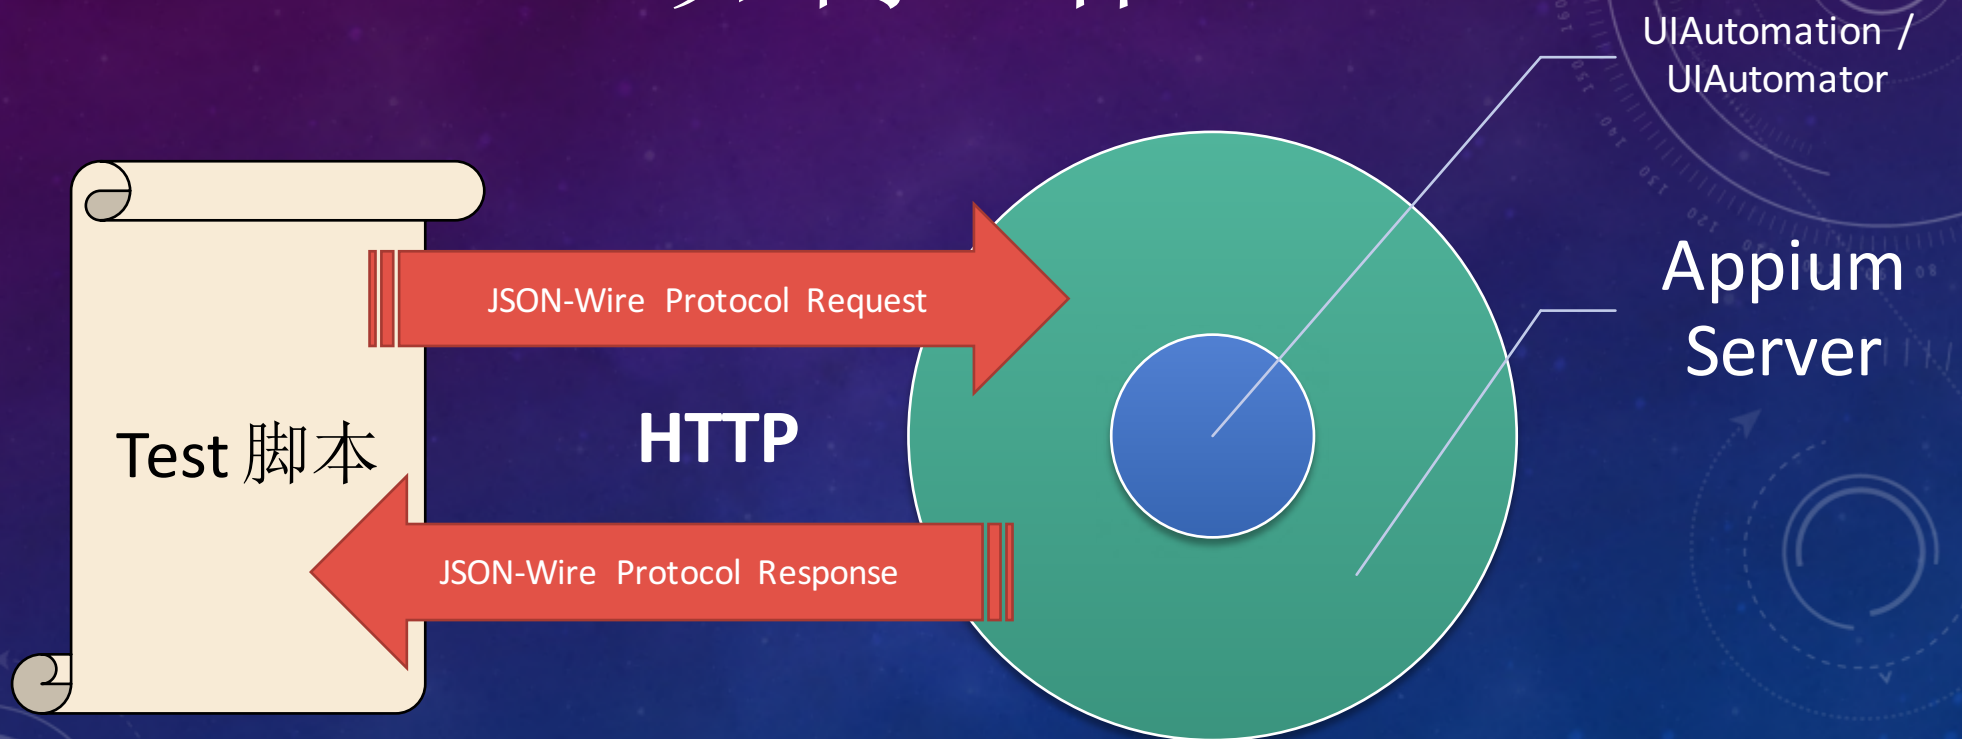 UIAutomation /
UIAutomator
JSON-Wire Protocol Request
Appium
Server
HTTP
Test 脚本
JSON-Wire Protocol Response